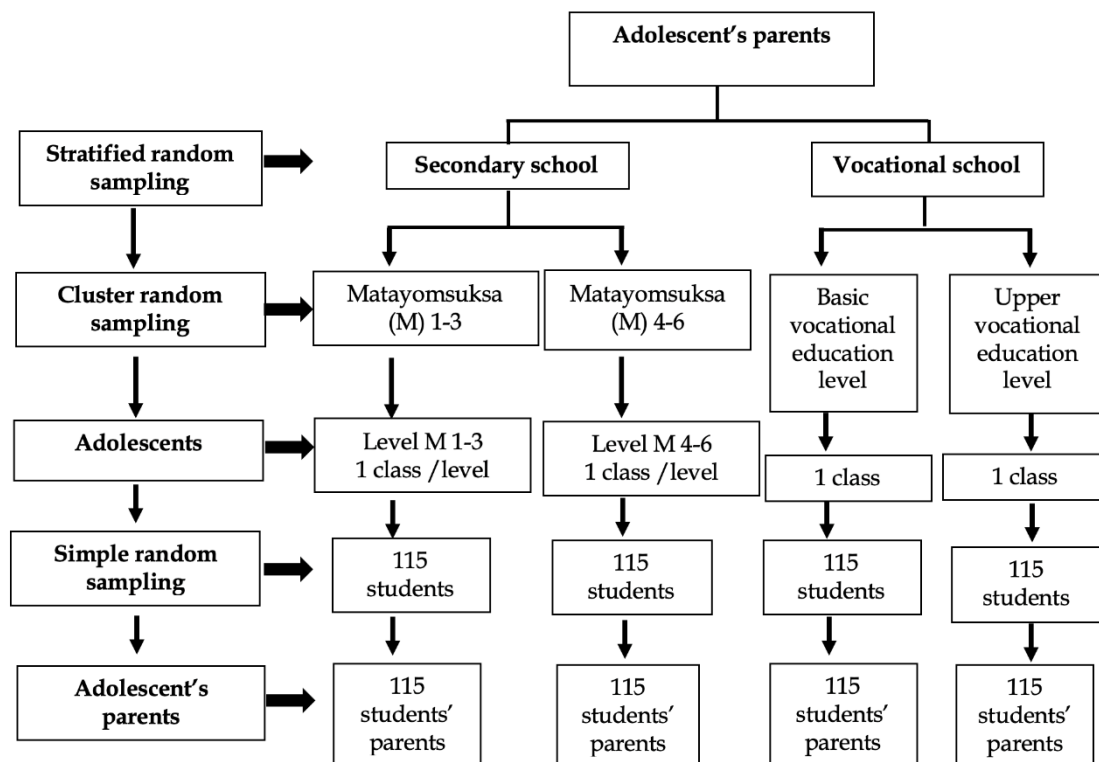 Adolescent's parents
Stratified random
sampling
Secondary school
Vocational school
Cluster random
sampling
Matayomsuksa
(M) 1-3
Matayomsuksa
(M) 4-6
Basic
vocational
education
level
Upper
vocational
education
level
Adolescents
Level M 1-3
1 class /level
Level M 4-6
1 class /level
1 class
1 class
Simple random
sampling
115
students
115
students
115
students
115
students
Adolescent's
parents
115
students'
parents
115
students'
parents
115
students'
parents
115
students'
parents